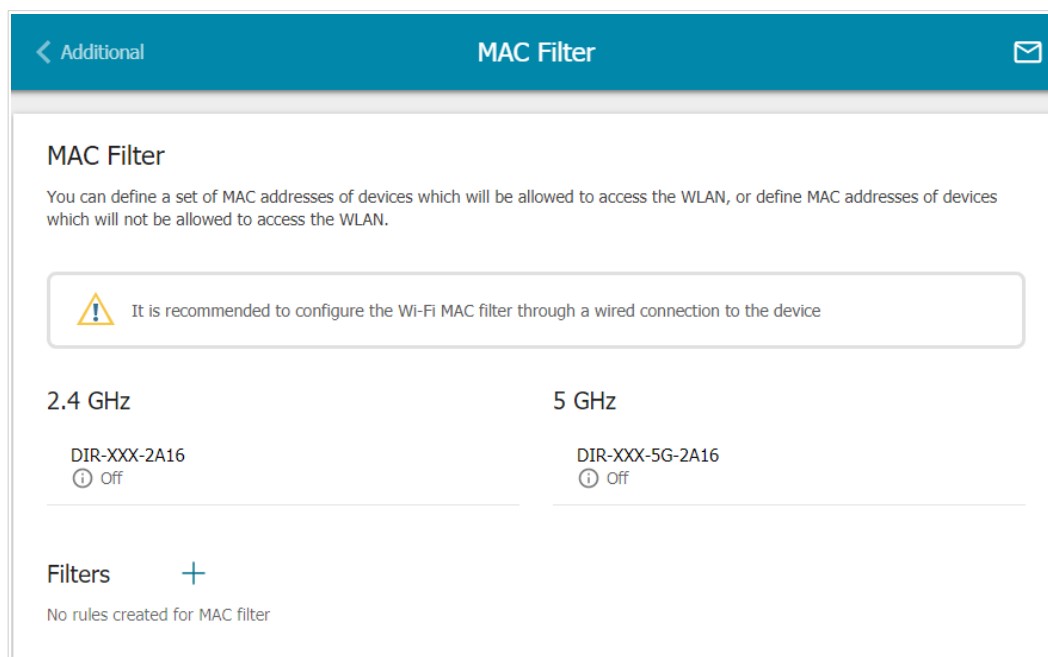 Additional
MAC Filter
MAC Filter
You can define a set of MAC addresses of devices which will be allowed to access the WLAN, or define MAC addresses of devices
which will not be allowed to access the WLAN.
It is recommended to configure the Wi-Fi MAC filter through a wired connection to the device
2.4 GHz
DIR-XXX-2A16
Off
5 GHz
DIR-XXX-5G-2A16
Off
Filters
No rules created for MAC filter